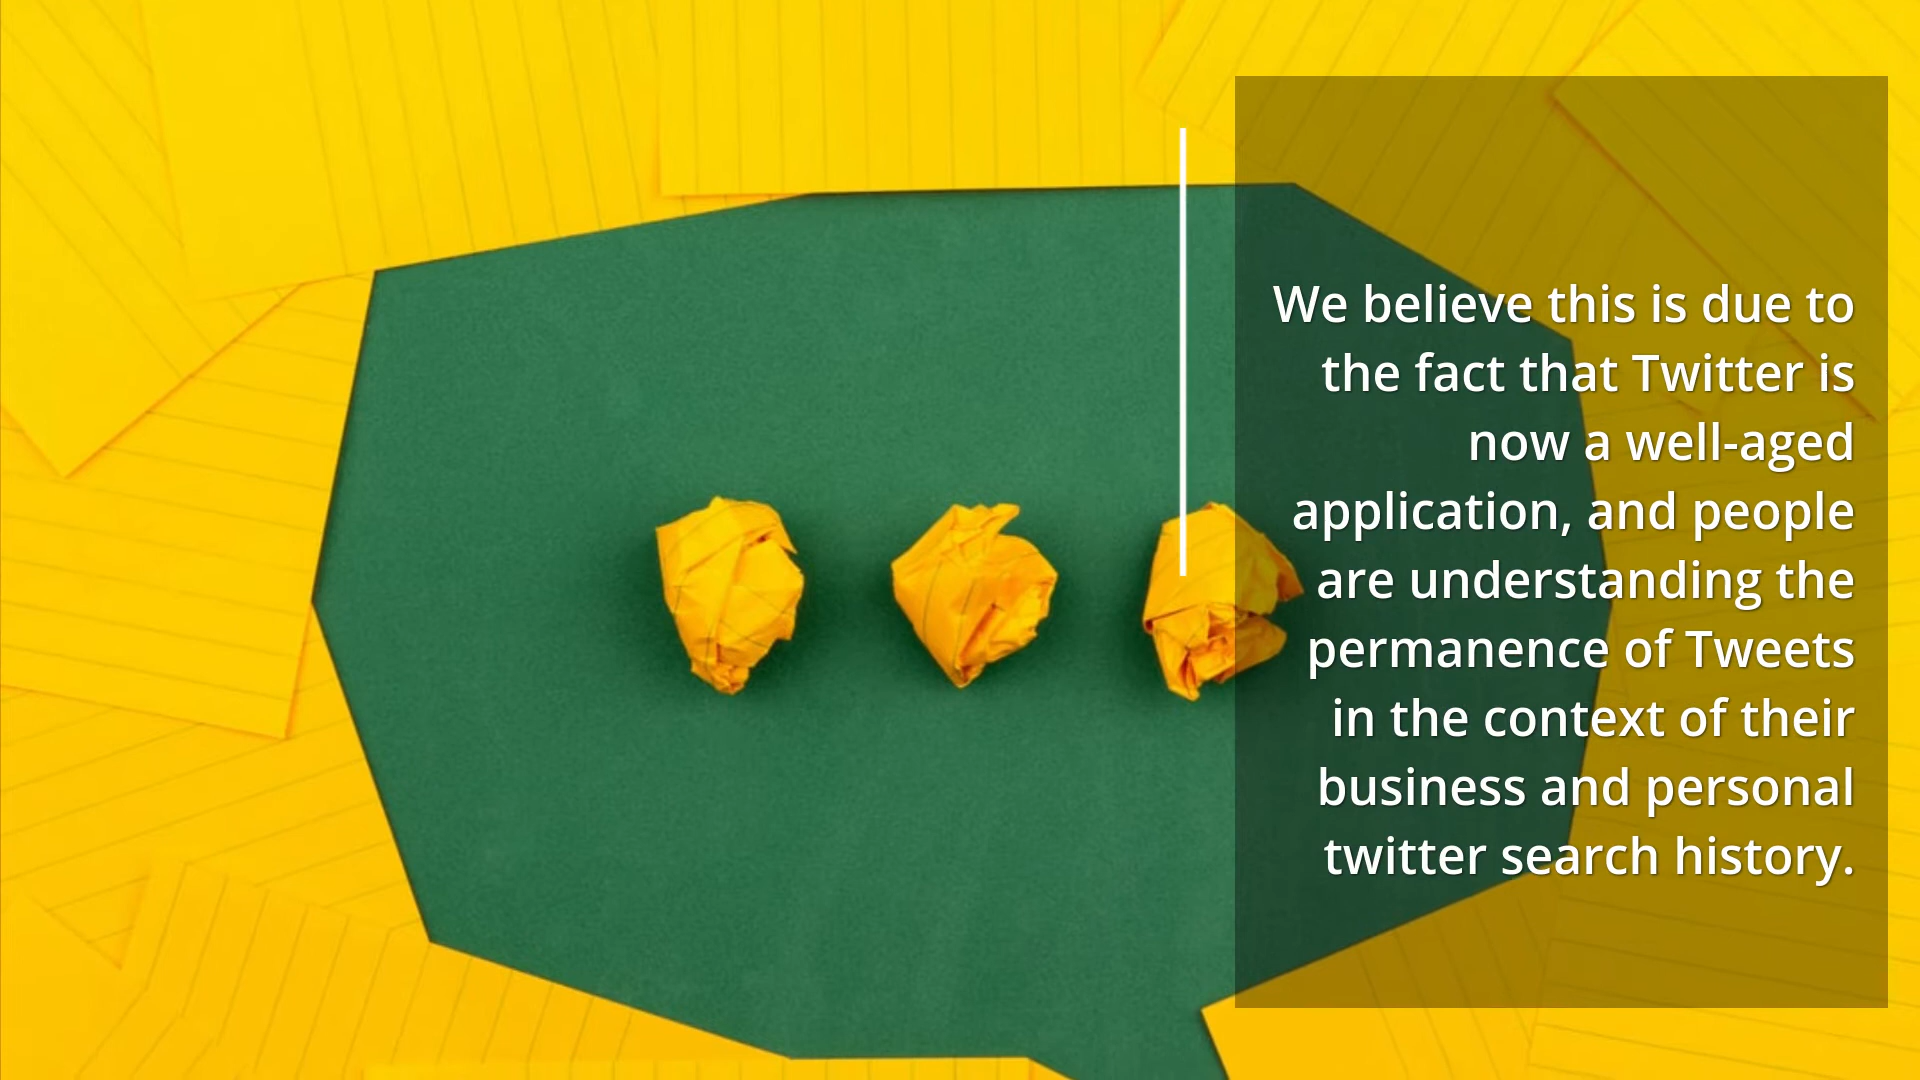 We believe this is due to
the fact that Twitter is
now a well-aged
application, and people
are understanding the
permanence of Tweets
in the context of their
business and personal
twitter search history.